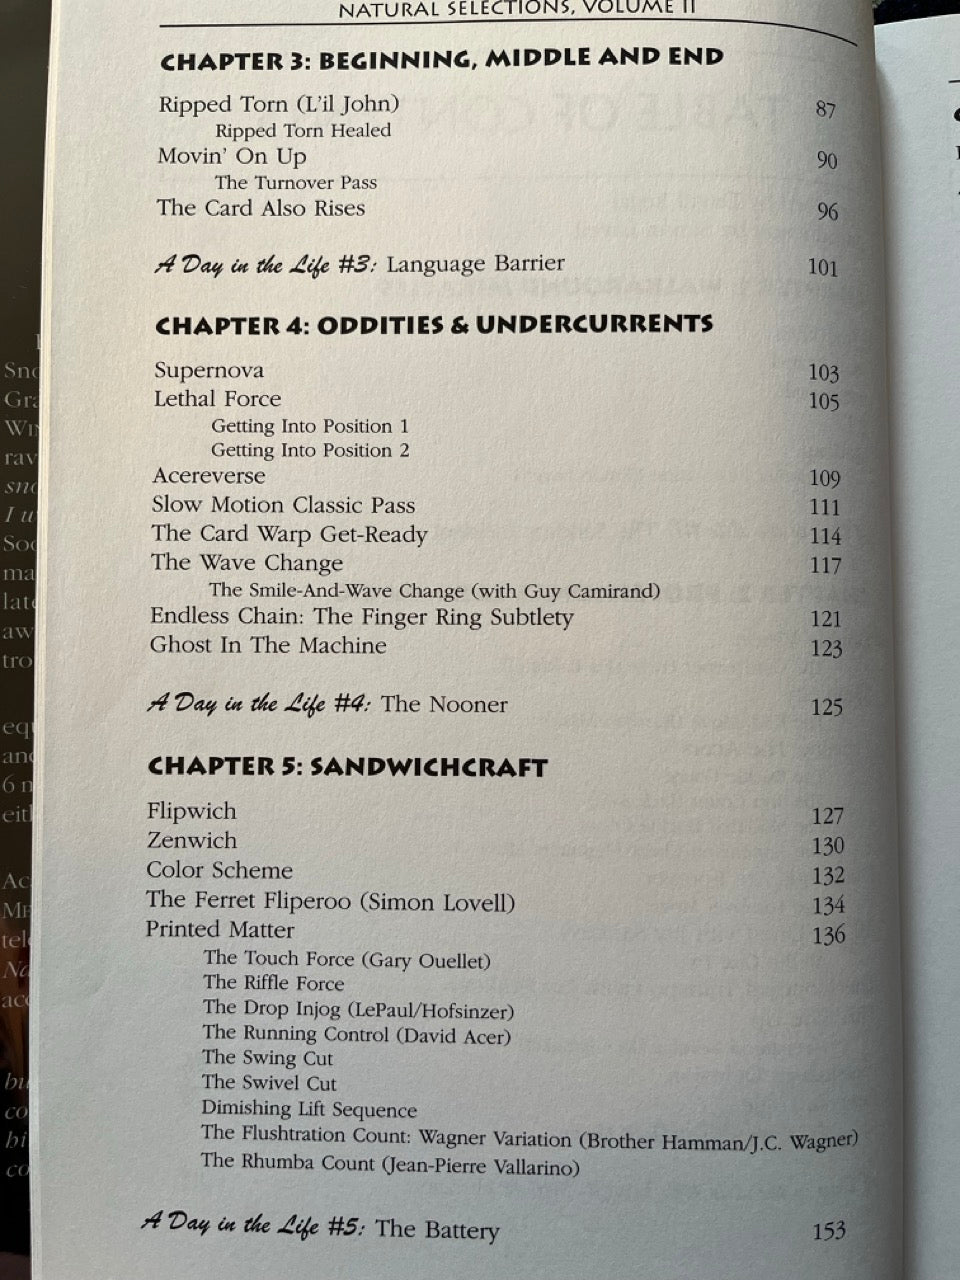 NATURAL SELECTIONS, VOLUME II
CHAPTER 3: BEGINNING, MIDDLE AND END
Ripped Torn (L'il John) 87
Ripped Torn Healed
Movin' On Up 90
The Turnover Pass
The Card Also Rises 96
A Day in the Life #3: Language Barrier 101
CHAPTER 4: ODDITIES & UNDERCURRENTS
Supernova 103
Lethal Force 105
Getting Into Position 1
Getting Into Position 2
Acereverse 109
Slow Motion Classic Pass 111
The Card Warp Get-Ready 114
The Wave Change 117
The Smile-And-Wave Change (with Guy Camirand)
Endless Chain: The Finger Ring Subtlety 121
Ghost In The Machine 123
A Day in the Life #4: The Nooner 125
CHAPTER 5: SANDWICHCRAFT
Flipwich 127
Zenwich 130
Color Scheme 132
The Ferret Fliperoo (Simon Lovell) 134
Printed Matter 136
The Touch Force (Gary Ouellet)
The Riffle Force
The Drop Injog (LePaul/Hofsinzer)
The Running Control (David Acer)
The Swing Cut
The Swivel Cut
Dimishing Lift Sequence
The Flushtration Count: Wagner Variation (Brother Hamman/J.C. Wagner)
The Rhumba Count (Jean-Pierre Vallarino)
A Day in the Life #5: The Battery 153